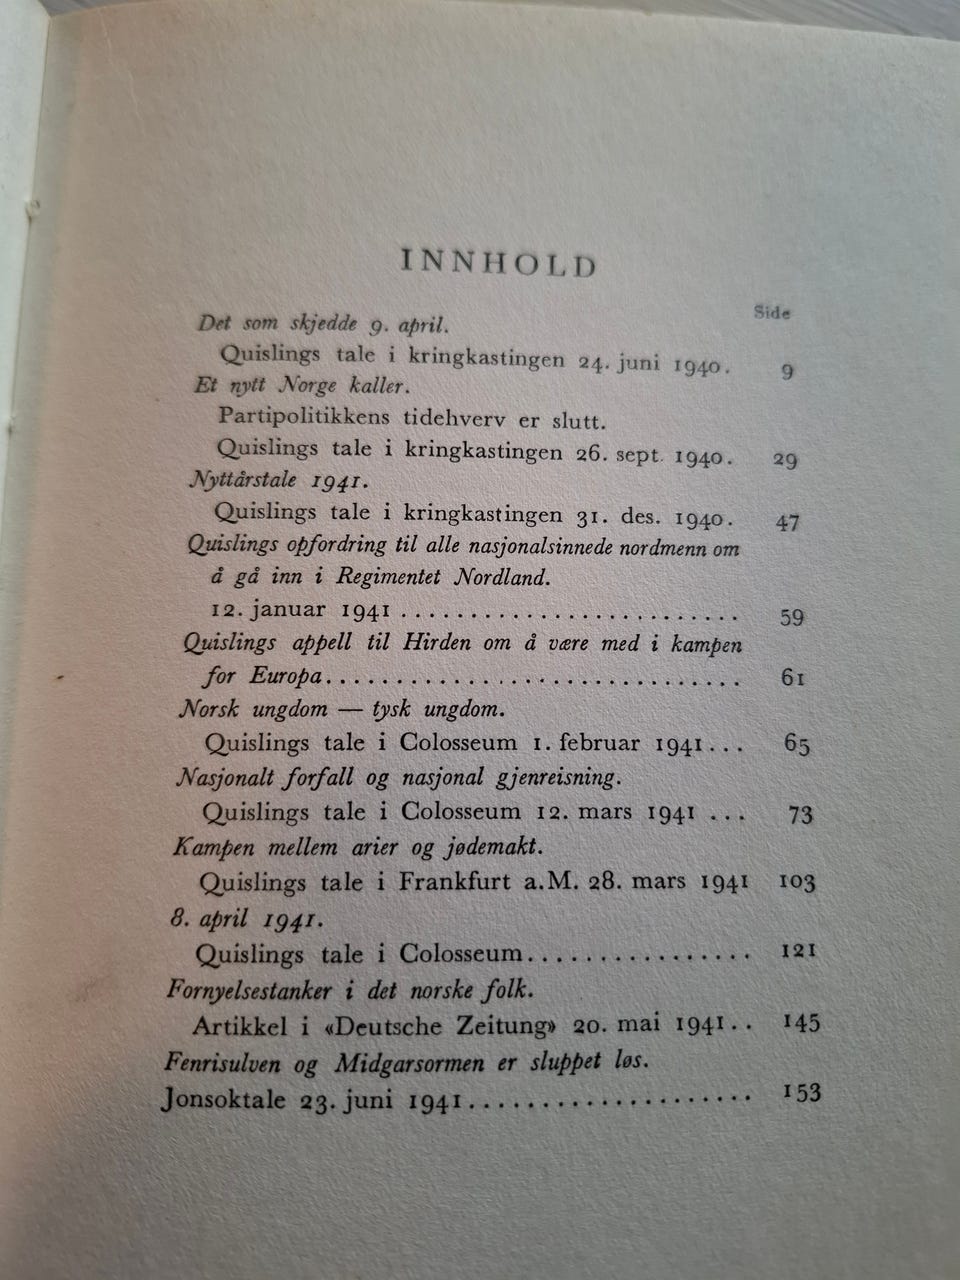 INNHOLD
Side
Det som skjedde 9. april.
Quislings tale i kringkastingen 24. juni 1940. 9
Et nytt Norge kaller.
Partipolitikkens tidehverv er slutt.
Quislings tale i kringkastingen 26. sept. 1940. 29
Nyttårstale 1941.
Quislings tale i kringkastingen 31. des. 1940. 47
Quislings opfordring til alle nasjonalsinnede nordmenn om
å gå inn i Regimentet Nordland.
12. januar 1941 ........................ 59
Quislings appell til Hirden om å være med i kampen
for Europa.............................. 61
Norsk ungdom — tysk ungdom.
Quislings tale i Colosseum 1. februar 1941... 65
Nasjonalt forfall og nasjonal gjenreisning.
Quislings tale i Colosseum 12. mars 1941 ... 73
Kampen mellem arier og jødemakt.
Quislings tale i Frankfurt a.M. 28. mars 1941 103
8. april 1941.
Quislings tale i Colosseum................ 121
Fornyelsestanker i det norske folk.
Artikkel i «Deutsche Zeitung» 20. mai 1941.. 145
Fenrisulven og Midgarsormen er sluppet løs.
Jonsoktale 23. juni 1941.................... 153